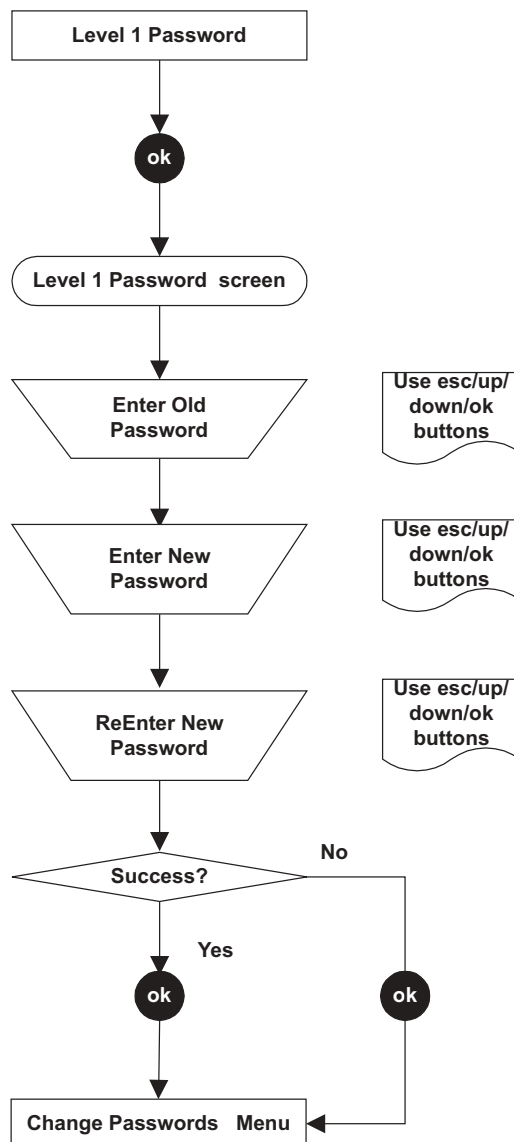 Level 1 Password
ok
Level 1 Password screen
Enter Old
Password
Use esc/up/
down/ok
buttons
Enter New
Password
Use esc/up/
down/ok
buttons
ReEnter New
Password
Use esc/up/
down/ok
buttons
Success?
No
Yes
ok
ok
Change Passwords Menu